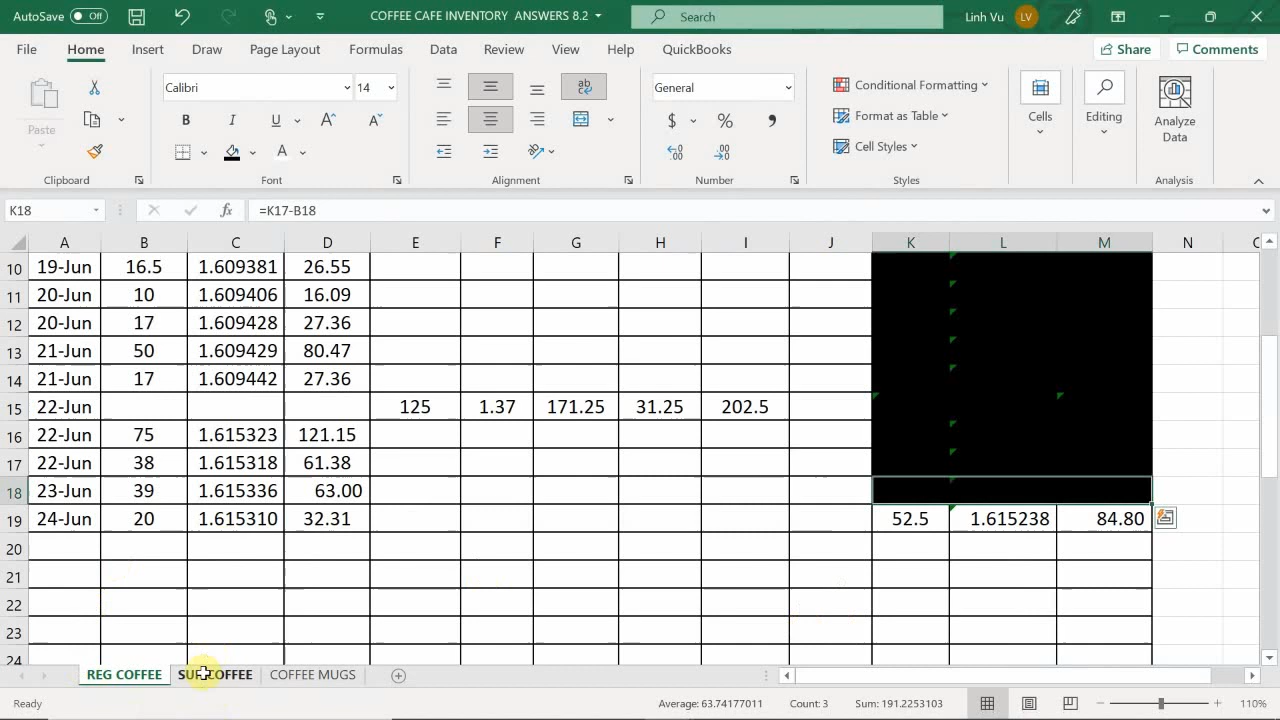 AutoSave Off COFFEE CAFE INVENTORY ANSWERS 8.2 Search Linh Vu LV
File Home Insert Draw Page Layout Formulas Data Review View Help QuickBooks Share Comments
Paste Calibri 14 B I U A A A ab General $ % 9 Conditional Formatting Format as Table Cell Styles Cells Editing Analyze Data
Clipboard Font Alignment Number Styles Analysis
K18 fx =K17-B18
A B C D E F G H I J K L M N
10 19-Jun 16.5 1.609381 26.55
11 20-Jun 10 1.609406 16.09
12 20-Jun 17 1.609428 27.36
13 21-Jun 50 1.609429 80.47
14 21-Jun 17 1.609442 27.36
15 22-Jun 125 1.37 171.25 31.25 202.5
16 22-Jun 75 1.615323 121.15
17 22-Jun 38 1.615318 61.38
18 23-Jun 39 1.615336 63.00
19 24-Jun 20 1.615310 32.31 52.5 1.615238 84.80
20
21
22
23
24
REG COFFEE COFFEE COFFEE MUGS
Ready Average: 63.74177011 Count: 3 Sum: 191.2253103 110%